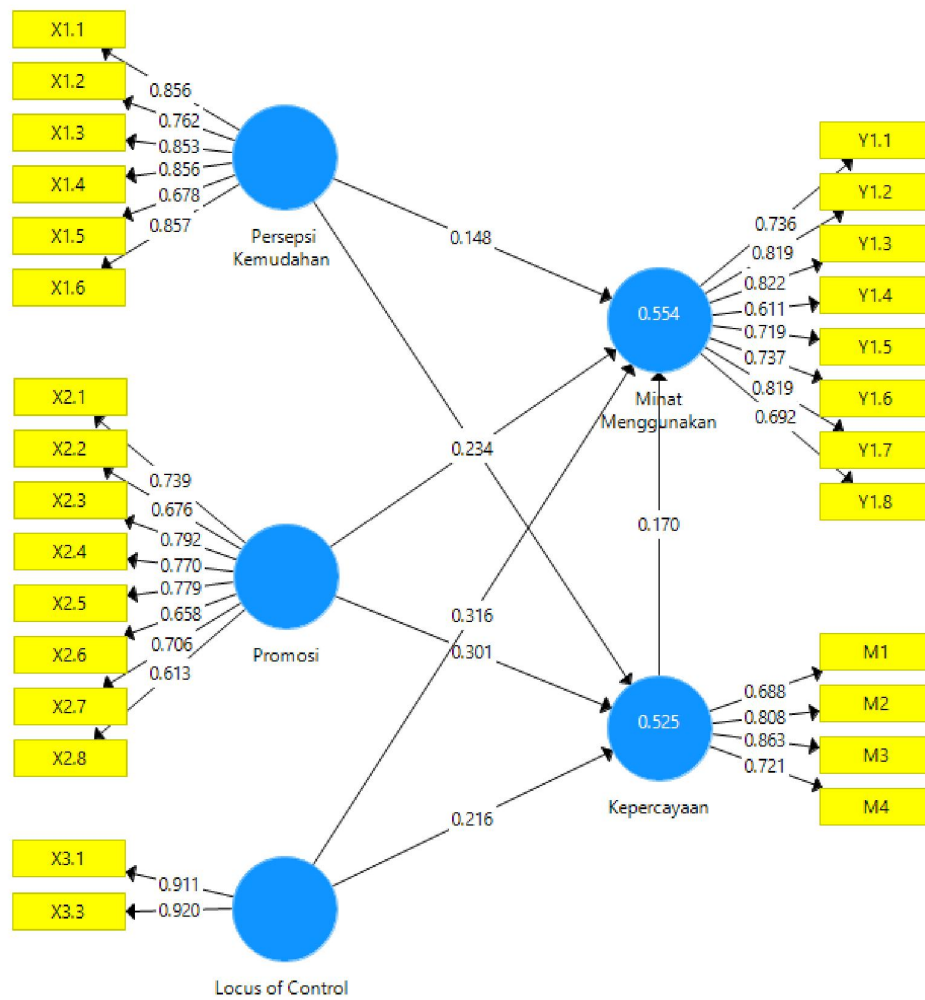 X1.1
X1.2
X1.3
X1.4
X1.5
X1.6
0.856
0.762
0.853
0.856
0.678
0.857
Persepsi
Kemudahan
0.148
Y1.1
Y1.2
Y1.3
Y1.4
Y1.5
Y1.6
Y1.7
Y1.8
0.736
0.819
0.822
0.611
0.719
0.737
0.819
0.692
0.554
Minat
Menggunakan
X2.1
X2.2
X2.3
X2.4
X2.5
X2.6
X2.7
X2.8
0.739
0.676
0.792
0.770
0.779
0.658
0.706
0.613
Promosi
0.234
0.170
0.316
0.301
M1
M2
M3
M4
0.688
0.808
0.863
0.721
0.525
Kepercayaan
0.216
X3.1
X3.3
0.911
0.920
Locus of Control